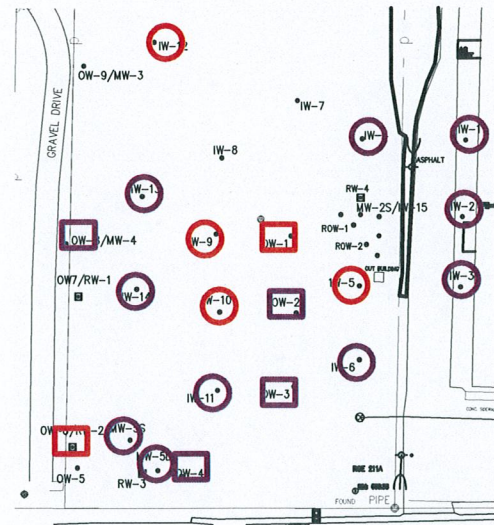 IW-12
OW-9/MW-3
IW-7
GRAVEL DRIVE
IW-1
ASPHALT
IW-8
RW-4
IW-13
MW-2S/IW-15
IW-2
ROW-1
OW-8/MW-4
IW-9
OW-1
ROW-2
OUT BUILDING
OW7/RW-1
IW-14
IW-5
IW-3
IW-10
OW-2
IW-6
IW-11
OW-3
MW-5S
OW-5
RW-3
OW-4
FOUND PIPE